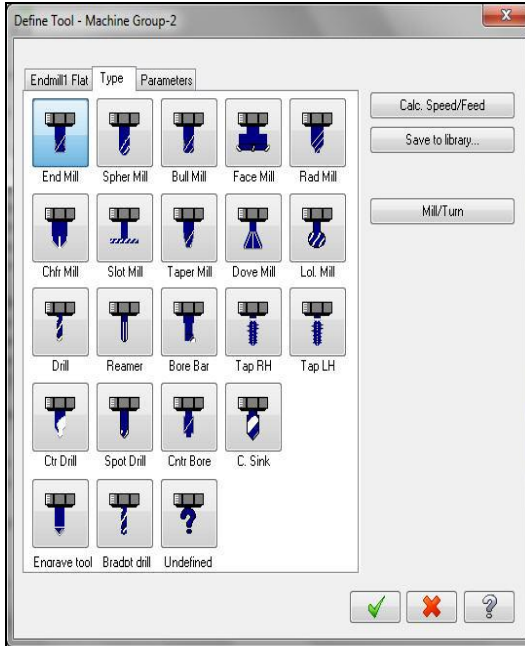 Define Tool - Machine Group-2
Endmill1 Flat Type Parameters
End Mill Spher Mill Bull Mill Face Mill Rad Mill
Chfr Mill Slot Mill Taper Mill Dove Mill Lol. Mill
Drill Reamer Bore Bar Tap RH Tap LH
Ctr Drill Spot Drill Cntr Bore C. Sink
Engrave tool Bradpt drill Undefined
Calc. Speed/Feed
Save to library...
Mill/Turn